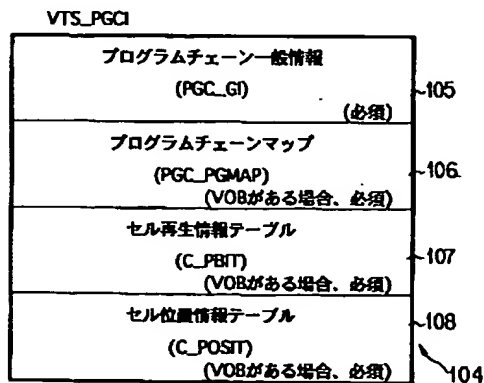 VTS_PGCI
プログラムチェーン一般情報
(PGC_GI)
(必須)
105
プログラムチェーンマップ
(PGC_PGMAP)
(VOBがある場合、必須)
106
セル再生情報テーブル
(C_PBIT)
(VOBがある場合、必須)
107
セル位置情報テーブル
(C_POSIT)
(VOBがある場合、必須)
108
104